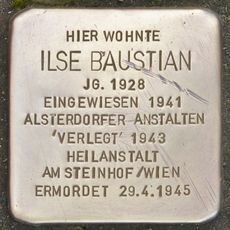 HIER WOHNTE
ILSE BAUSTIAN
JG. 1928
EINGEWIESEN 1941
ALSTERDORFER ANSTALTEN
'VERLEGT' 1943
HEILANSTALT
AM STEINHOF/WIEN
ERMORDET 29.4.1945